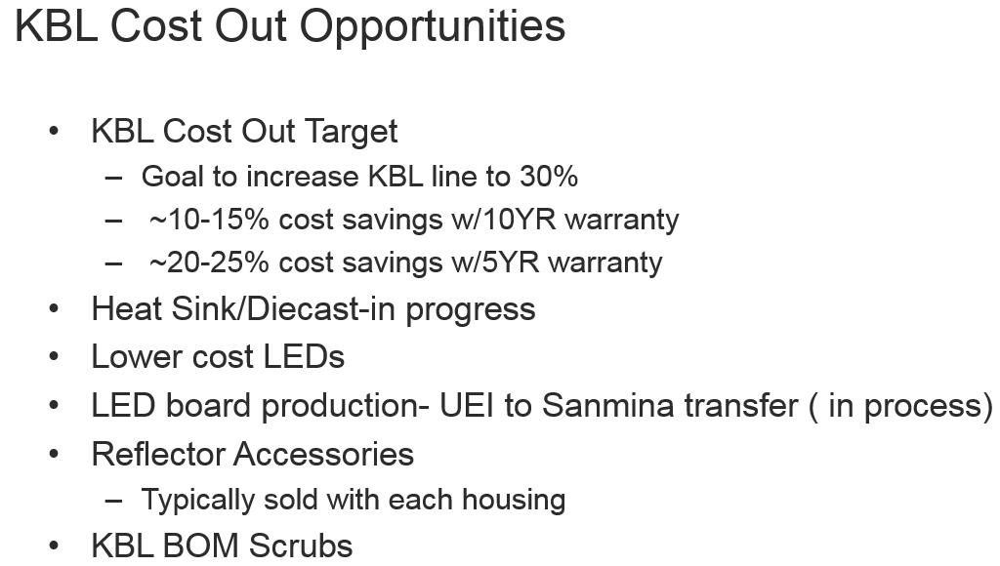 KBL Cost Out Opportunities
• KBL Cost Out Target
– Goal to increase KBL line to 30%
– ~10-15% cost savings w/10YR warranty
– ~20-25% cost savings w/5YR warranty
• Heat Sink/Diecast-in progress
• Lower cost LEDs
• LED board production- UEI to Sanmina transfer ( in process)
• Reflector Accessories
– Typically sold with each housing
• KBL BOM Scrubs